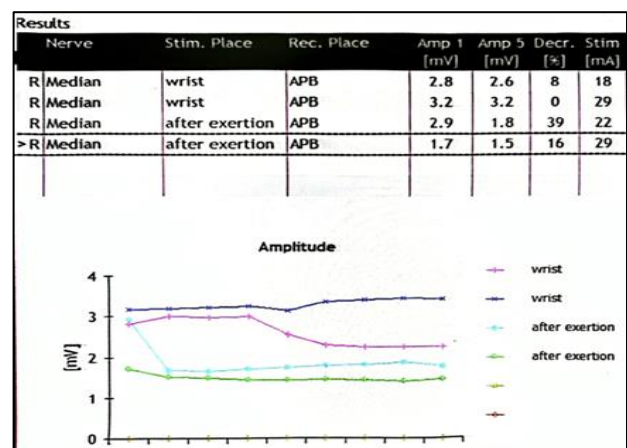 Results
Nerve Stim. Place Rec. Place Amp 1 Amp 5 Decr. Stim
[mV] [mV] [%] [mA]
R Median wrist APB 2.8 2.6 8 18
R Median wrist APB 3.2 3.2 0 29
R Median after exertion APB 2.9 1.8 39 22
> R Median after exertion APB 1.7 1.5 16 29
Amplitude
4
3
2
1
0
[mV]
wrist
wrist
after exertion
after exertion